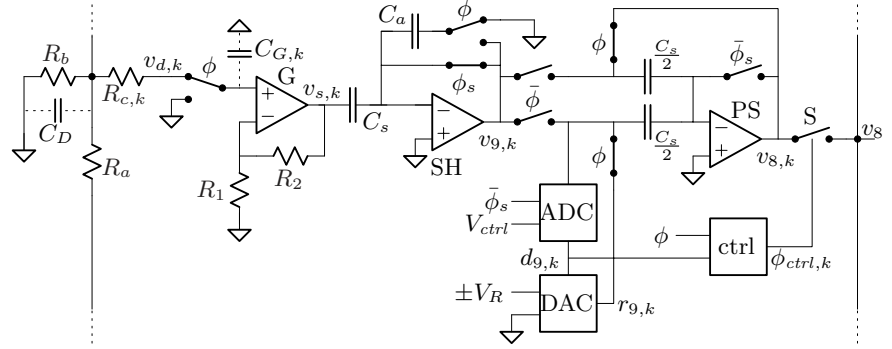 C_a
ϕ
R_b
v_{d,k}
ϕ
C_{G,k}
G
v_{s,k}
ϕ_s
ϕ
C_s/2
ϕ̄_s
R_{c,k}
C_D
C_s
ϕ̄
C_s/2
PS
S
v_8
R_a
R_1
R_2
SH
v_{9,k}
ϕ
v_{8,k}
ϕ̄_s
V_{ctrl}
ADC
ϕ
ctrl
ϕ_{ctrl,k}
d_{9,k}
±V_R
DAC
r_{9,k}